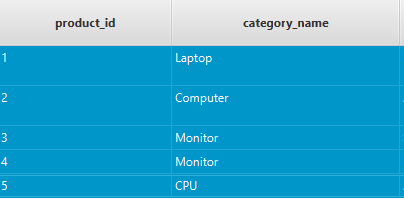 product_id category_name
1 Laptop
2 Computer
3 Monitor
4 Monitor
5 CPU